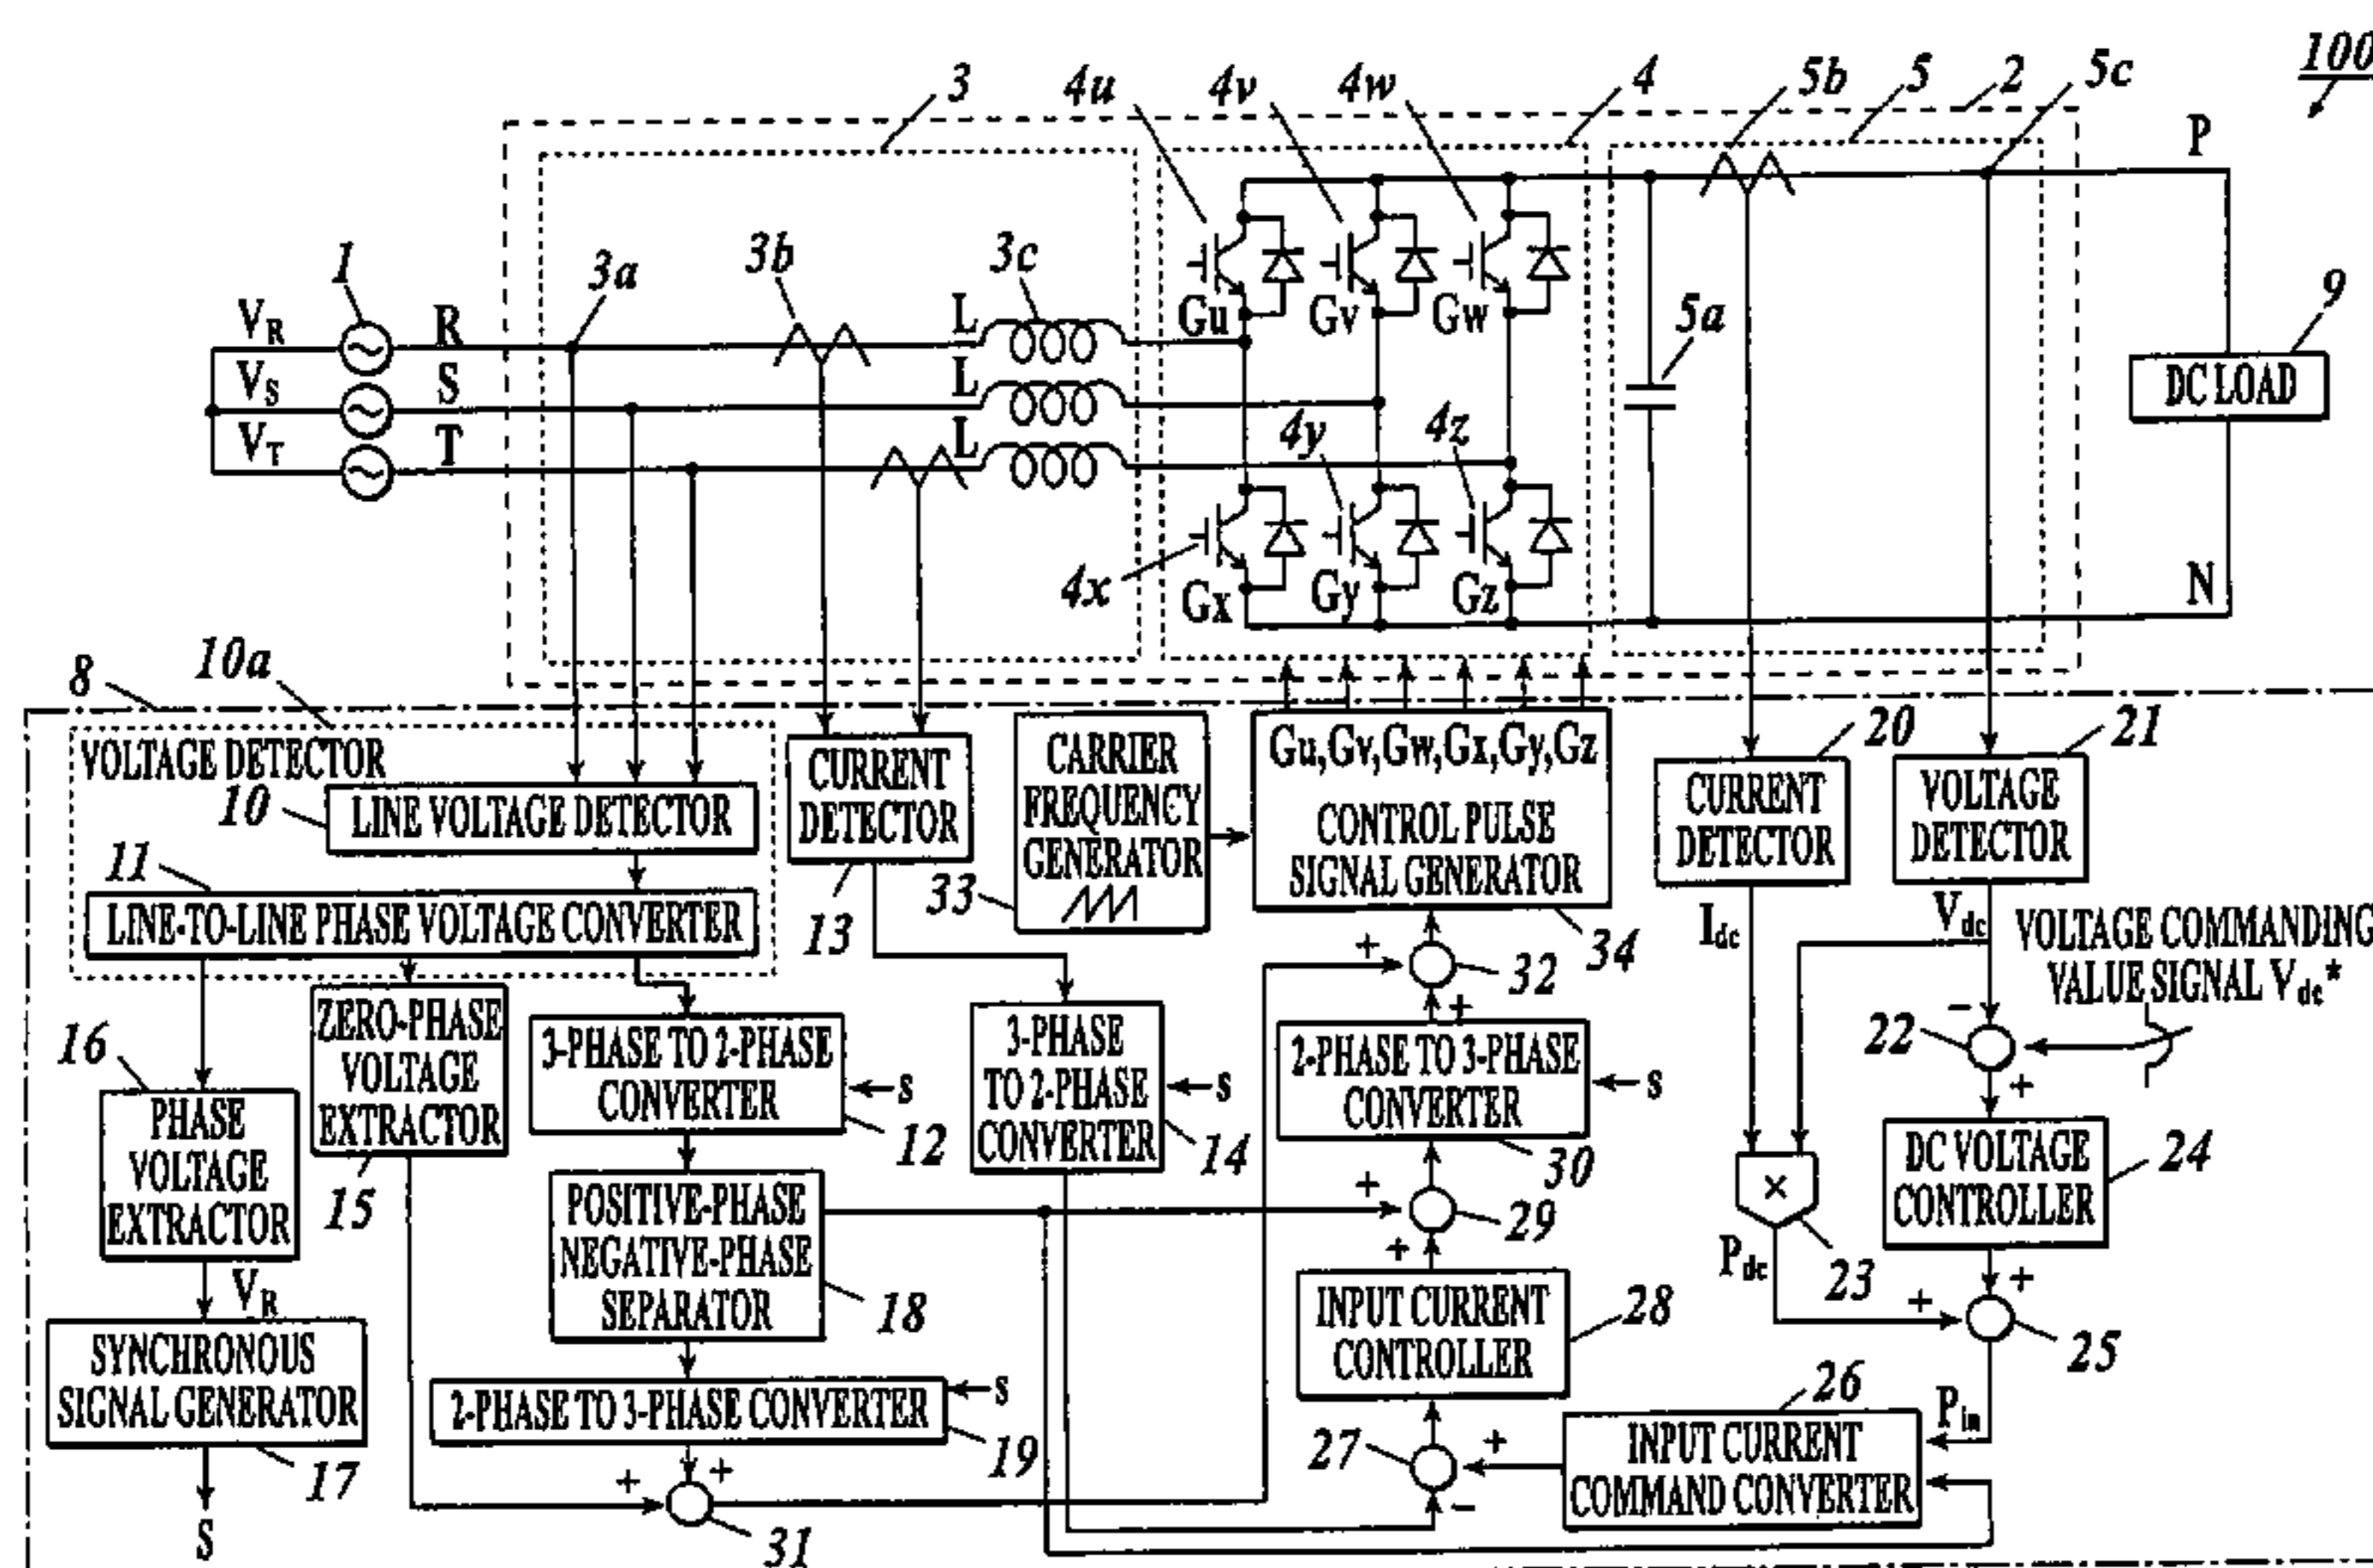 100
3
4u
4v
4w
4
5b
5
2
5c
P
1
3a
3b
3c
9
VR
R
L
Gu
Gv
Gw
5a
VS
S
L
DC LOAD
VT
T
L
4y
4z
4x
Gx
Gy
Gz
N
8
10a
VOLTAGE DETECTOR
10
LINE VOLTAGE DETECTOR
11
LINE-TO-LINE PHASE VOLTAGE CONVERTER
CURRENT
DETECTOR
13
CARRIER
FREQUENCY
GENERATOR
33
Gu,Gv,Gw,Gx,Gy,Gz
CONTROL PULSE
SIGNAL GENERATOR
34
20
CURRENT
DETECTOR
21
VOLTAGE
DETECTOR
Idc
Vdc
VOLTAGE COMMANDING
VALUE SIGNAL Vdc*
+
32
+
-
22
+
16
PHASE
VOLTAGE
EXTRACTOR
ZERO-PHASE
VOLTAGE
EXTRACTOR
15
3-PHASE TO 2-PHASE
CONVERTER
s
12
3-PHASE
TO 2-PHASE
CONVERTER
s
14
2-PHASE TO 3-PHASE
CONVERTER
s
30
×
23
Pdc
DC VOLTAGE
CONTROLLER
24
POSITIVE-PHASE
NEGATIVE-PHASE
SEPARATOR
18
+
29
+
+
+
25
VR
SYNCHRONOUS
SIGNAL GENERATOR
17
S
2-PHASE TO 3-PHASE CONVERTER
s
19
INPUT CURRENT
CONTROLLER
28
26
Pin
INPUT CURRENT
COMMAND CONVERTER
27
+
-
+
+
31